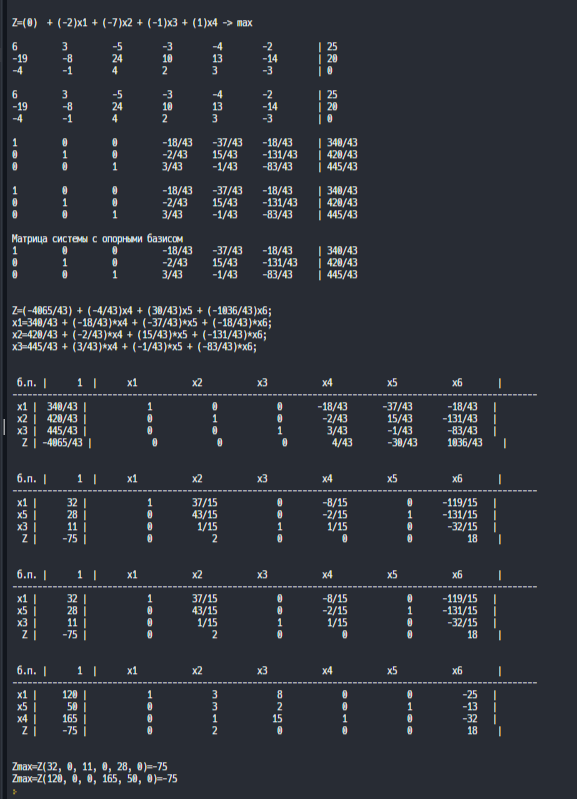 Z=(0)  + (-2)x1 + (-7)x2 + (-1)x3 + (1)x4 -> max
6 3 -5 -3 -4 -2 | 25
-19 -8 24 10 13 -14 | 20
-4 -1 4 2 3 -3 | 0
6 3 -5 -3 -4 -2 | 25
-19 -8 24 10 13 -14 | 20
-4 -1 4 2 3 -3 | 0
1 0 0 -18/43 -37/43 -18/43 | 340/43
0 1 0 -2/43 15/43 -131/43 | 420/43
0 0 1 3/43 -1/43 -83/43 | 445/43
1 0 0 -18/43 -37/43 -18/43 | 340/43
0 1 0 -2/43 15/43 -131/43 | 420/43
0 0 1 3/43 -1/43 -83/43 | 445/43
Матрица системы с опорными базисом
1 0 0 -18/43 -37/43 -18/43 | 340/43
0 1 0 -2/43 15/43 -131/43 | 420/43
0 0 1 3/43 -1/43 -83/43 | 445/43
Z=(-4065/43) + (-4/43)x4 + (30/43)x5 + (-1036/43)x6;
x1=340/43 + (-18/43)*x4 + (-37/43)*x5 + (-18/43)*x6;
x2=420/43 + (-2/43)*x4 + (15/43)*x5 + (-131/43)*x6;
x3=445/43 + (3/43)*x4 + (-1/43)*x5 + (-83/43)*x6;
б.п. | 1 | x1 x2 x3 x4 x5 x6 |
x1 | 340/43 | 1 0 0 -18/43 -37/43 -18/43 |
x2 | 420/43 | 0 1 0 -2/43 15/43 -131/43 |
x3 | 445/43 | 0 0 1 3/43 -1/43 -83/43 |
Z | -4065/43 | 0 0 0 4/43 -30/43 1036/43 |
б.п. | 1 | x1 x2 x3 x4 x5 x6 |
x1 | 32 | 1 37/15 0 -8/15 0 -119/15 |
x5 | 28 | 0 43/15 0 -2/15 1 -131/15 |
x3 | 11 | 0 1/15 1 1/15 0 -32/15 |
Z | -75 | 0 2 0 0 0 18 |
б.п. | 1 | x1 x2 x3 x4 x5 x6 |
x1 | 32 | 1 37/15 0 -8/15 0 -119/15 |
x5 | 28 | 0 43/15 0 -2/15 1 -131/15 |
x3 | 11 | 0 1/15 1 1/15 0 -32/15 |
Z | -75 | 0 2 0 0 0 18 |
б.п. | 1 | x1 x2 x3 x4 x5 x6 |
x1 | 120 | 1 3 8 0 0 -25 |
x5 | 50 | 0 3 2 0 1 -13 |
x4 | 165 | 0 1 15 1 0 -32 |
Z | -75 | 0 2 0 0 0 18 |
Zmax=Z(32, 0, 11, 0, 28, 0)=-75
Zmax=Z(120, 0, 0, 165, 50, 0)=-75